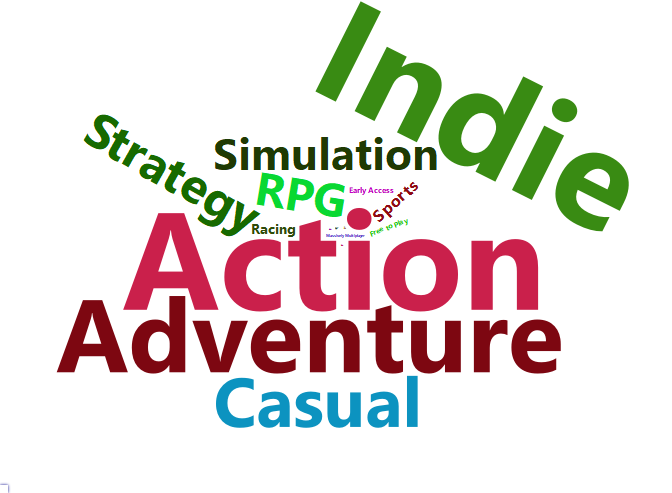 Indie
Strategy
Simulation
RPG
Early Access
Sports
Racing
Free to Play
Massively Multiplayer
Action
Adventure
Casual